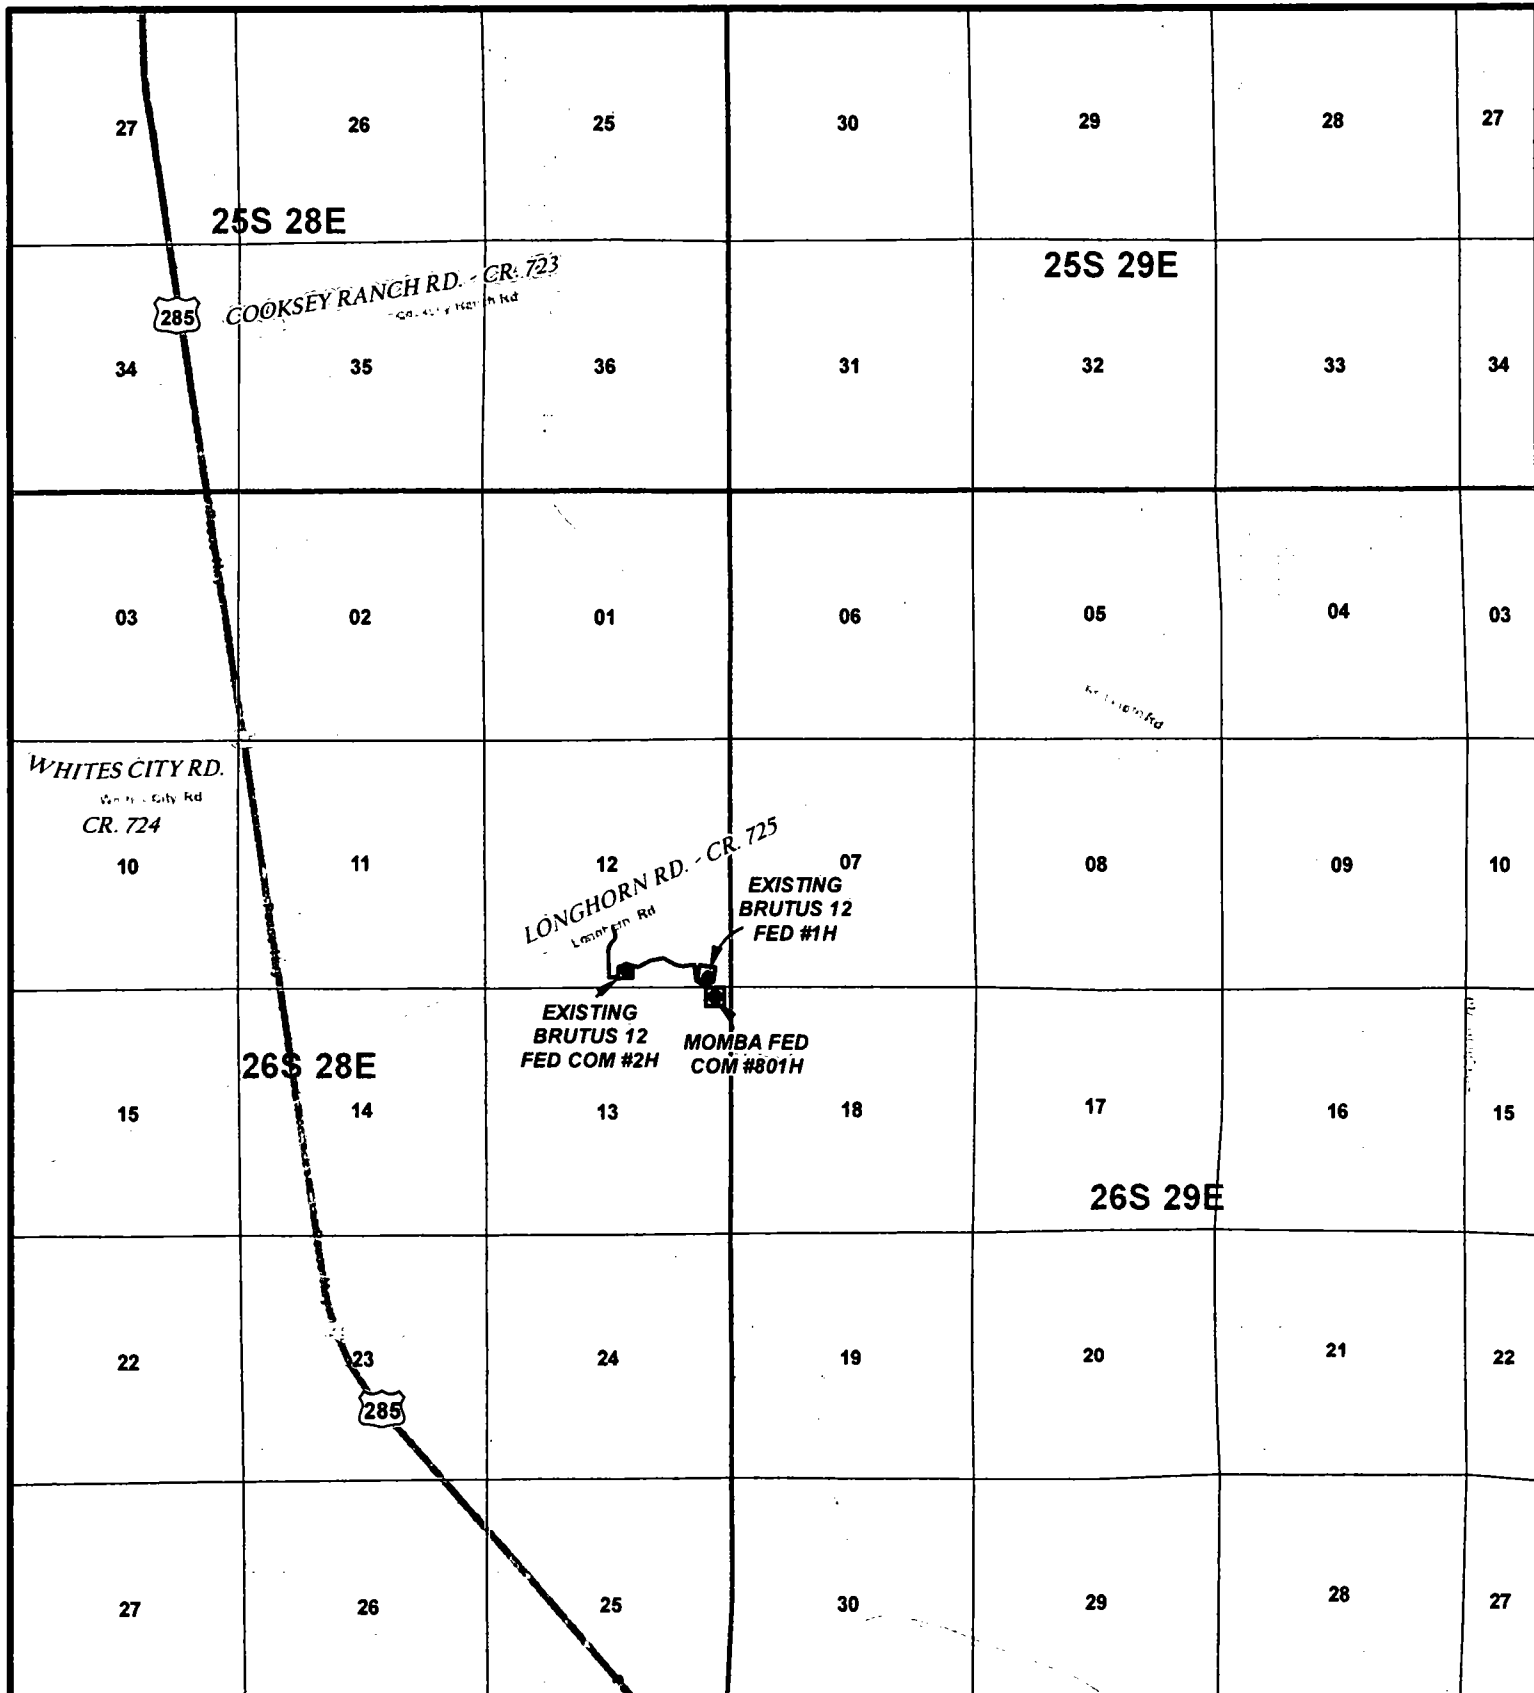 27 26 25 30 29 28 27
25S 28E
25S 29E
COOKSEY RANCH RD. - CR. 723
285
34 35 36 31 32 33 34
03 02 01 06 05 04 03
WHITES CITY RD.
City Rd
CR. 724
LONGHORN RD. - CR. 725
Rd
10 11 12 07 08 09 10
EXISTING
BRUTUS 12
FED #1H
EXISTING
BRUTUS 12
FED COM #2H
MOMBA FED
COM #801H
26S 28E
15 14 13 18 17 16 15
26S 29E
22 23 24 19 20 21 22
285
27 26 25 30 29 28 27